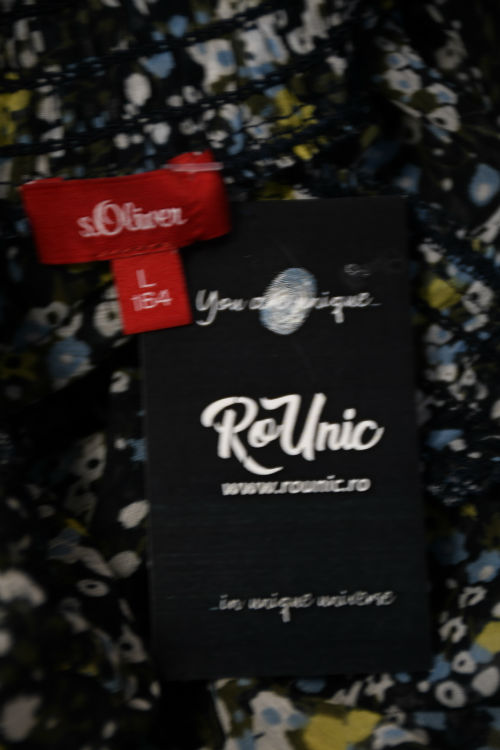 s.Oliver
L
164
You are unique...
RoUnic
www.rounic.ro
...in unique universe